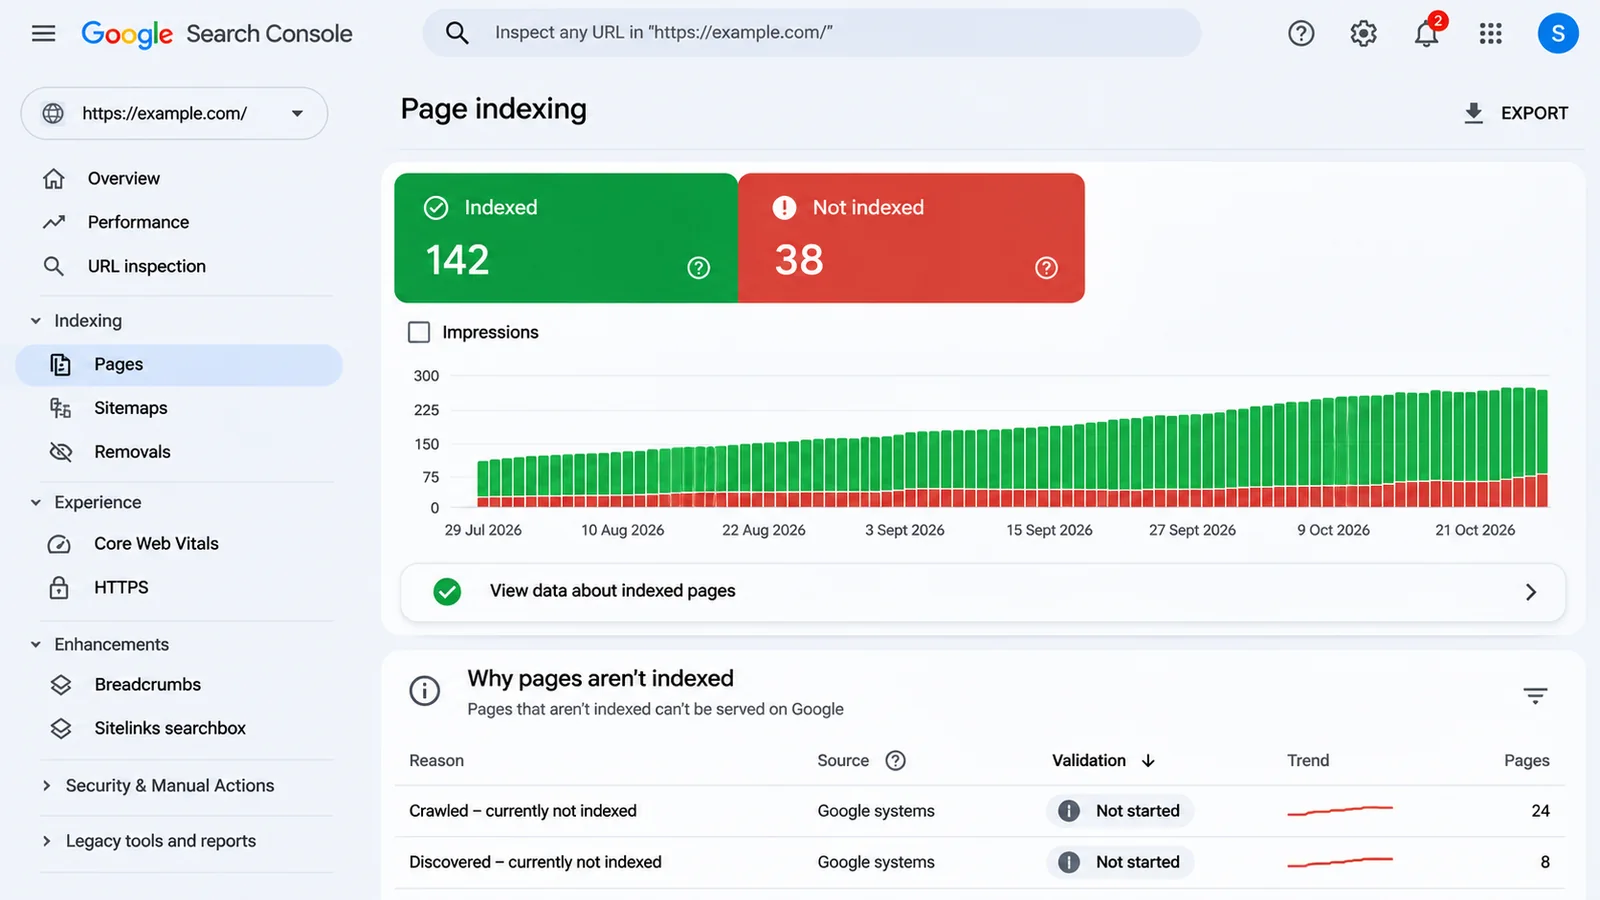 Google Search Console
Inspect any URL in "https://example.com/"
2
S
https://example.com/
Overview
Performance
URL inspection
Indexing
Pages
Sitemaps
Removals
Experience
Core Web Vitals
HTTPS
Enhancements
Breadcrumbs
Sitelinks searchbox
Security & Manual Actions
Legacy tools and reports
Page indexing
EXPORT
Indexed
142
Not indexed
38
Impressions
300
225
150
75
0
29 Jul 2026 10 Aug 2026 22 Aug 2026 3 Sept 2026 15 Sept 2026 27 Sept 2026 9 Oct 2026 21 Oct 2026
View data about indexed pages
Why pages aren't indexed
Pages that aren't indexed can't be served on Google
Reason Source Validation Trend Pages
Crawled – currently not indexed Google systems Not started 24
Discovered – currently not indexed Google systems Not started 8